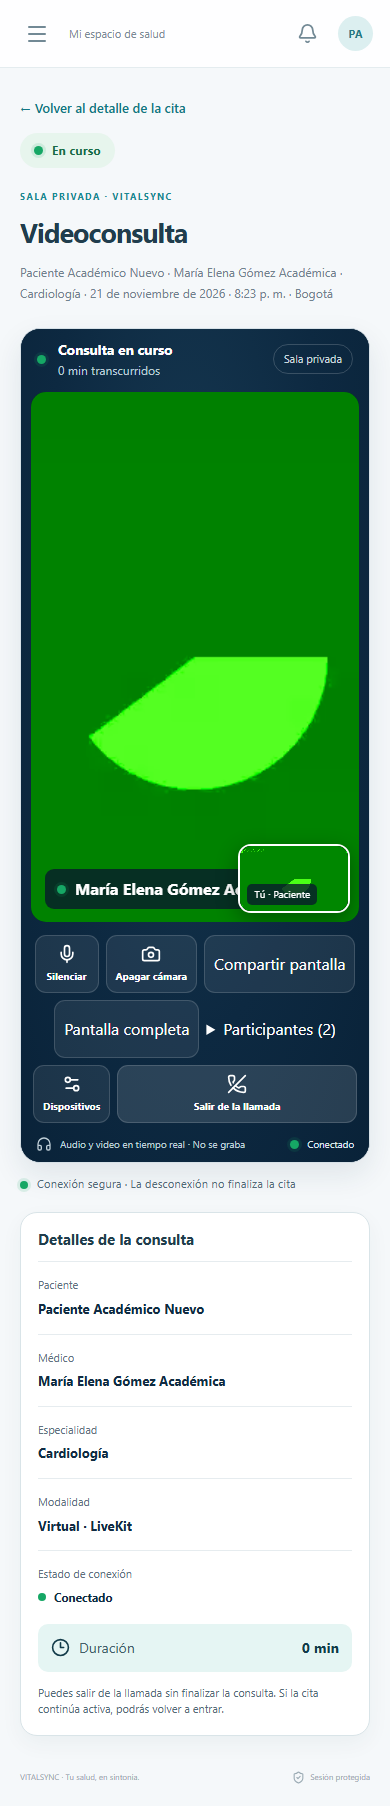 Mi espacio de salud
PA
← Volver al detalle de la cita
En curso
SALA PRIVADA · VITALSYNC
Videoconsulta
Paciente Académico Nuevo · María Elena Gómez Académica ·
Cardiología · 21 de noviembre de 2026 · 8:23 p. m. · Bogotá
Consulta en curso
0 min transcurridos
Sala privada
María Elena Gómez
Tú · Paciente
Silenciar
Apagar cámara
Compartir pantalla
Pantalla completa
▶ Participantes (2)
Dispositivos
Salir de la llamada
Audio y video en tiempo real · No se graba
Conectado
Conexión segura · La desconexión no finaliza la cita
Detalles de la consulta
Paciente
Paciente Académico Nuevo
Médico
María Elena Gómez Académica
Especialidad
Cardiología
Modalidad
Virtual · LiveKit
Estado de conexión
Conectado
Duración
0 min
Puedes salir de la llamada sin finalizar la consulta. Si la cita
continúa activa, podrás volver a entrar.
VITALSYNC · Tu salud, en sintonía.
Sesión protegida